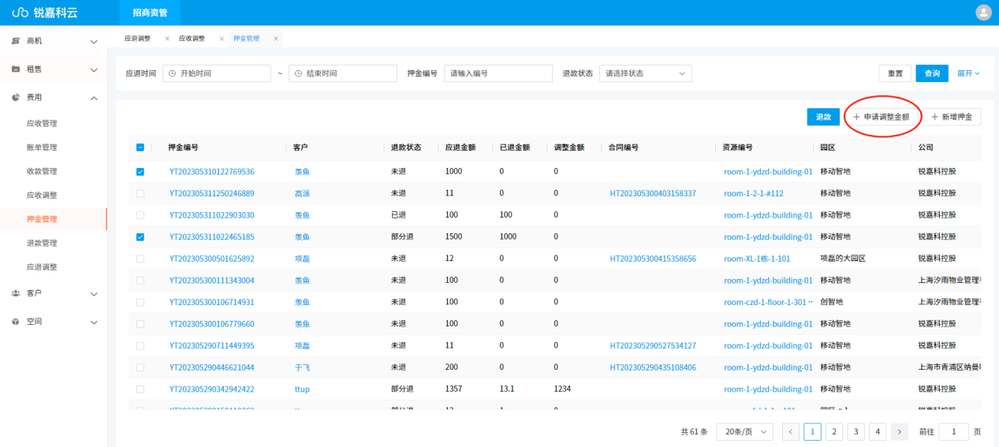 锐嘉科云 招商资管
商机
租售
费用
应收管理
账单管理
收款管理
应收调整
押金管理
退款管理
应退调整
客户
空间
应退调整 × 应收调整 × 押金管理 ×
应退时间 开始时间 ~ 结束时间 押金编号 请输入编号 退款状态 请选择状态 重置 查询 展开
退款 + 申请调整金额 + 新增押金
押金编号 客户 退款状态 应退金额 已退金额 调整金额 合同编号 资源编号 园区 公司
YT202305310122769536 羡鱼 未退 1000 0 0 room-1-ydzd-building-01 移动智地 锐嘉科控股
YT202305311250246889 高派 未退 11 0 0 HT202305300403158337 room-1-2-1-#112 移动智地 锐嘉科控股
YT202305311022903030 羡鱼 已退 100 100 0 room-1-ydzd-building-01 移动智地 锐嘉科控股
YT202305311022465185 羡鱼 部分退 1500 1000 0 room-1-ydzd-building-01 移动智地 锐嘉科控股
YT202305300501625892 项磊 未退 12 0 0 HT202305300415358656 room-XL-1栋-1-101 项磊的大园区 锐嘉科控股
YT202305300111343004 羡鱼 未退 100 0 0 room-1-ydzd-building-01 移动智地 上海汐雨物业管理
YT202305300106714931 羡鱼 未退 100 0 0 room-czd-1-floor-1-301 ·· 创智地 上海汐雨物业管理
YT202305300106779660 羡鱼 未退 100 0 0 room-1-ydzd-building-01 移动智地 锐嘉科控股
YT202305290711449395 项磊 未退 11 0 0 HT202305290527534127 room-1-ydzd-building-01 移动智地 锐嘉科控股
YT202305290446621044 于飞 未退 200 0 0 HT202305290435108406 room-1-ydzd-building-01 移动智地 上海市青浦区纳曼
YT202305290342942422 ttup 部分退 1357 13.1 1234 room-1-ydzd-building-01 移动智地 锐嘉科控股
共 61 条 20条/页 < 1 2 3 4 > 前往 1 页